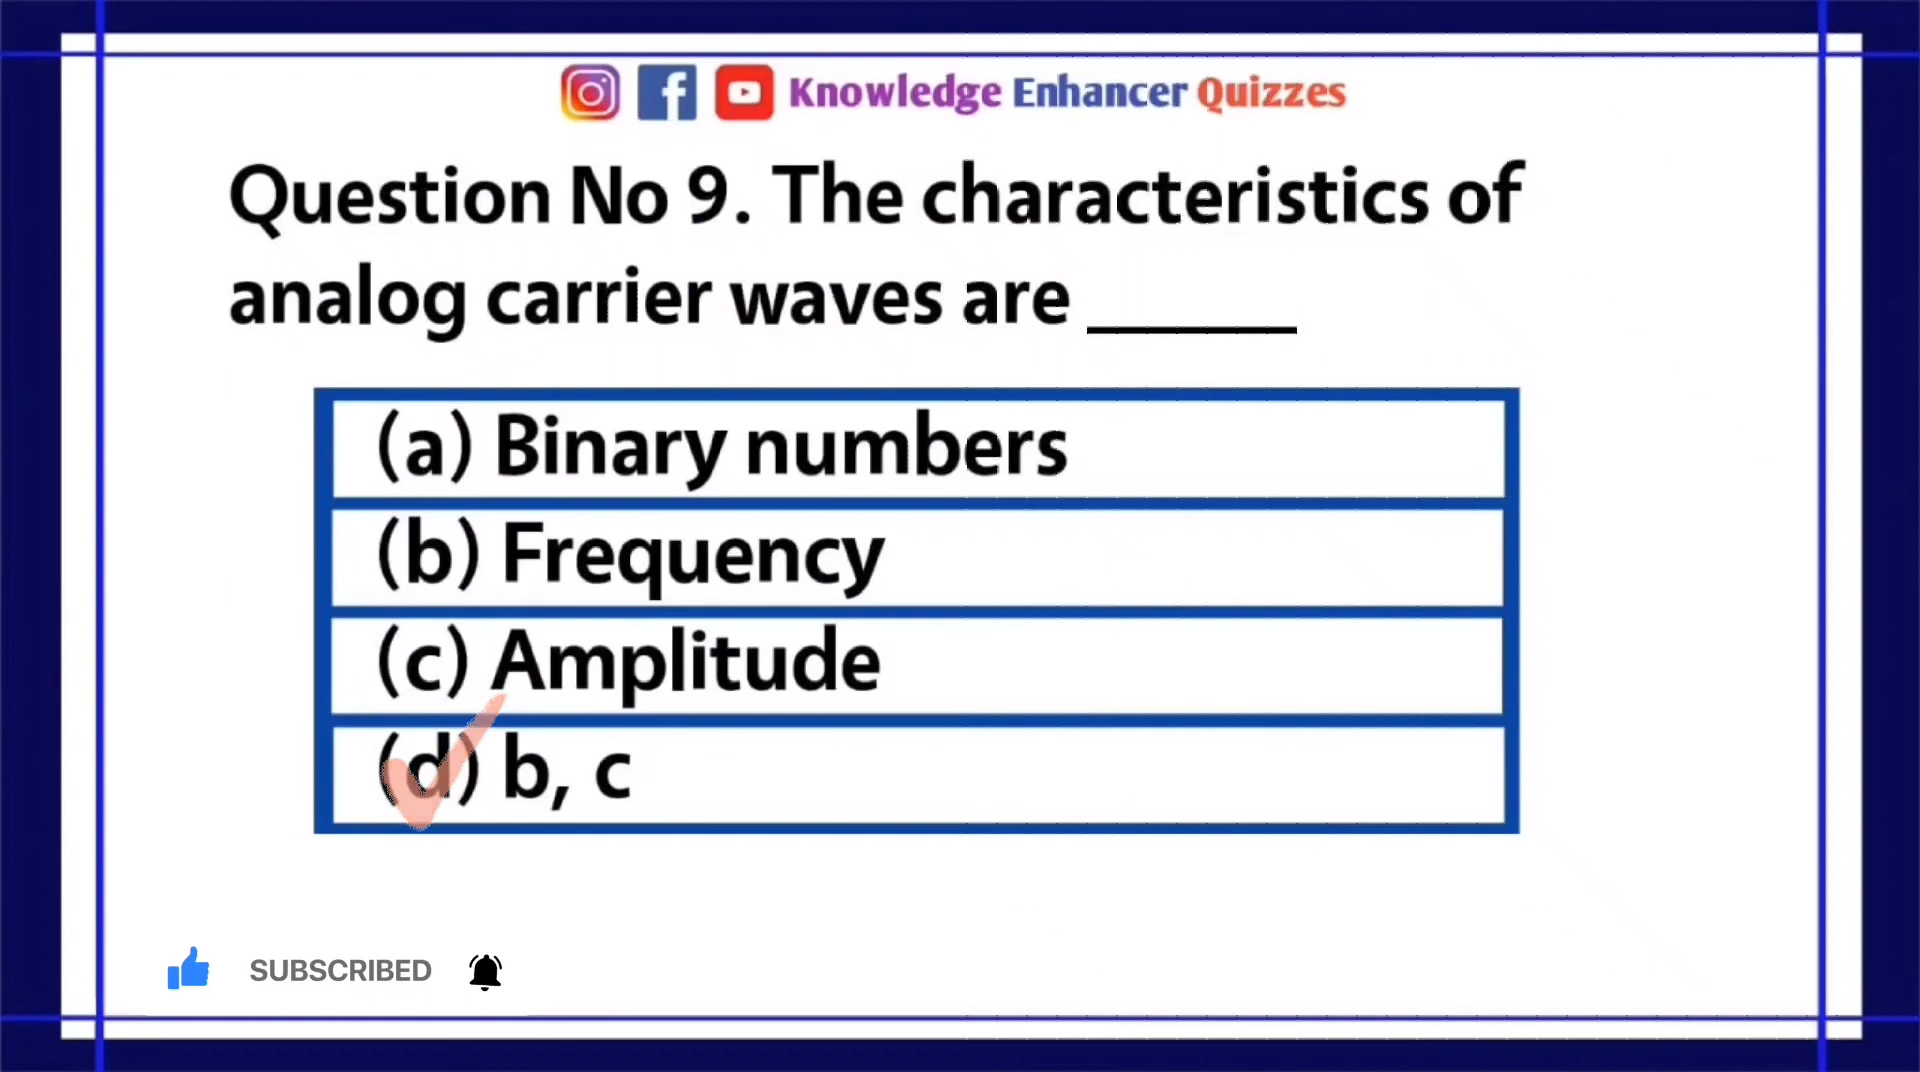 Knowledge Enhancer Quizzes
Question No 9. The characteristics of
analog carrier waves are ______
(a) Binary numbers
(b) Frequency
(c) Amplitude
(d) b, c
SUBSCRIBED